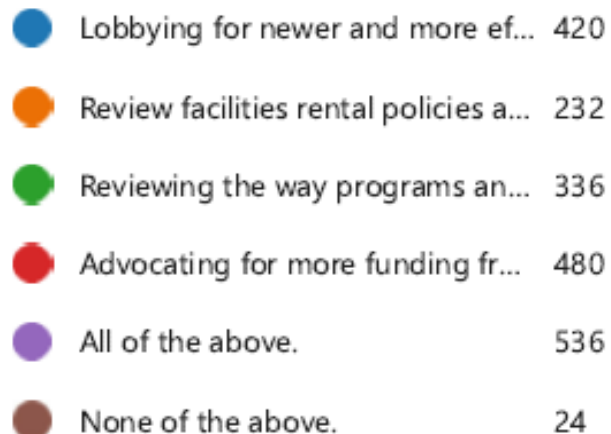 Lobbying for newer and more ef... 420
Review facilities rental policies a... 232
Reviewing the way programs an... 336
Advocating for more funding fr... 480
All of the above. 536
None of the above. 24